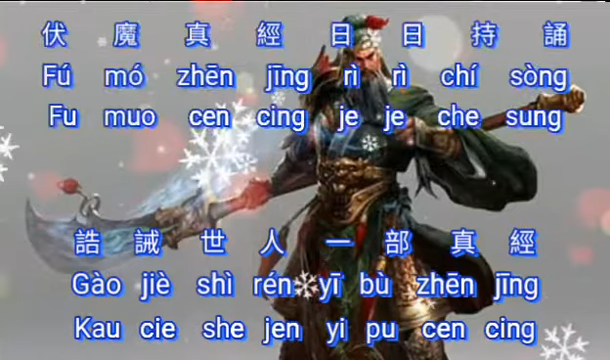 伏 魔 真 經 日 日 持 誦
Fú mó zhēn jīng rì rì chí sòng
Fu muo cen cing je je che sung
誥 誡 世 人 一 部 真 經
Gào jiè shì rén yī bù zhēn jīng
Kau cie she jen yi pu cen cing